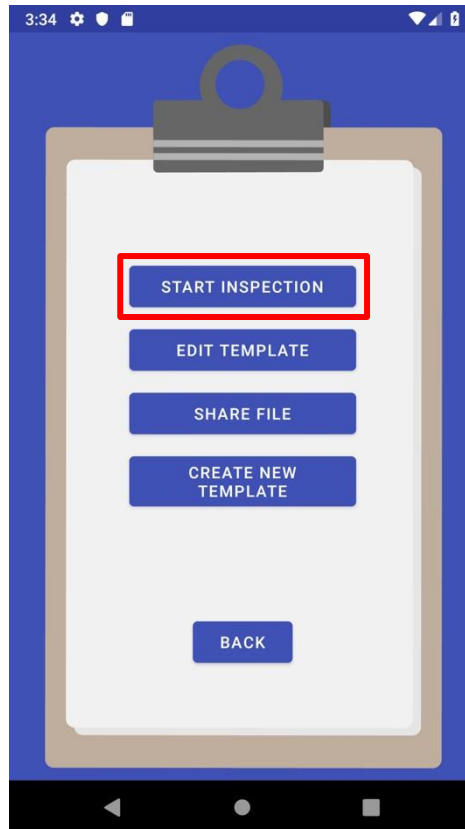 3:34
START INSPECTION
EDIT TEMPLATE
SHARE FILE
CREATE NEW
TEMPLATE
BACK